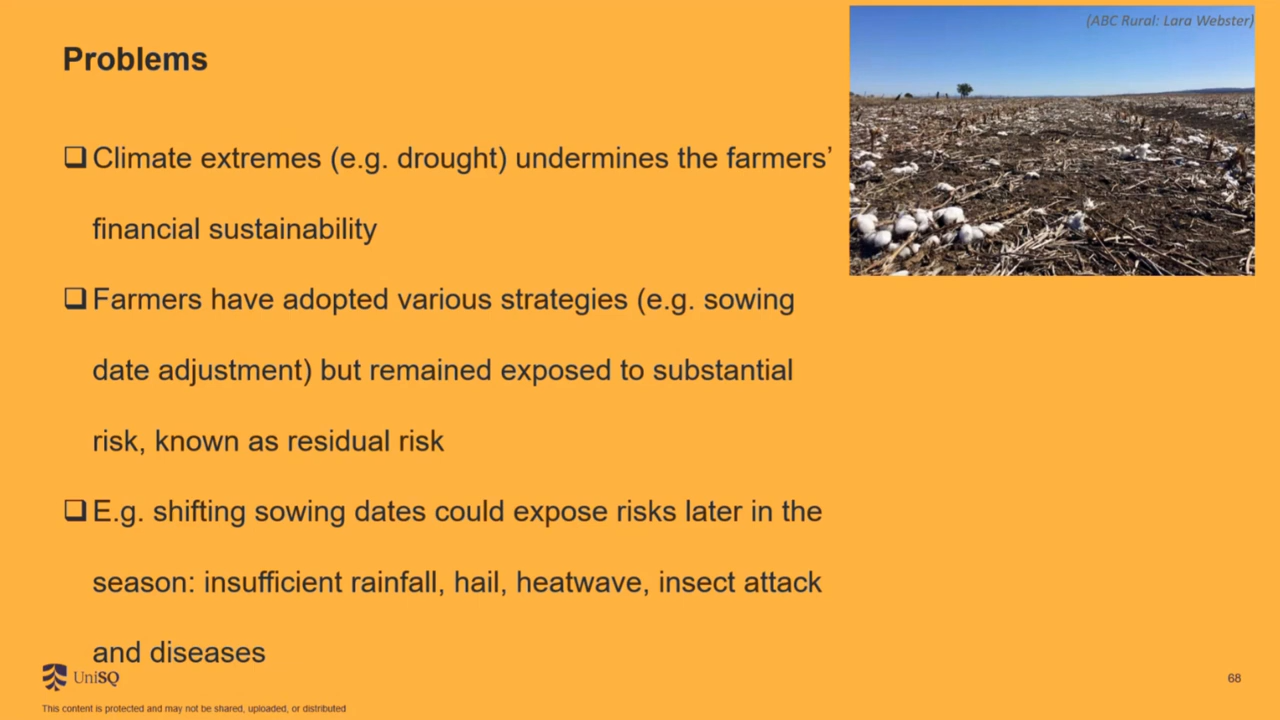 (ABC Rural: Lara Webster)
Problems
Climate extremes (e.g. drought) undermines the farmers’
financial sustainability
Farmers have adopted various strategies (e.g. sowing
date adjustment) but remained exposed to substantial
risk, known as residual risk
E.g. shifting sowing dates could expose risks later in the
season: insufficient rainfall, hail, heatwave, insect attack
and diseases
UniSQ
68
This content is protected and may not be shared, uploaded, or distributed